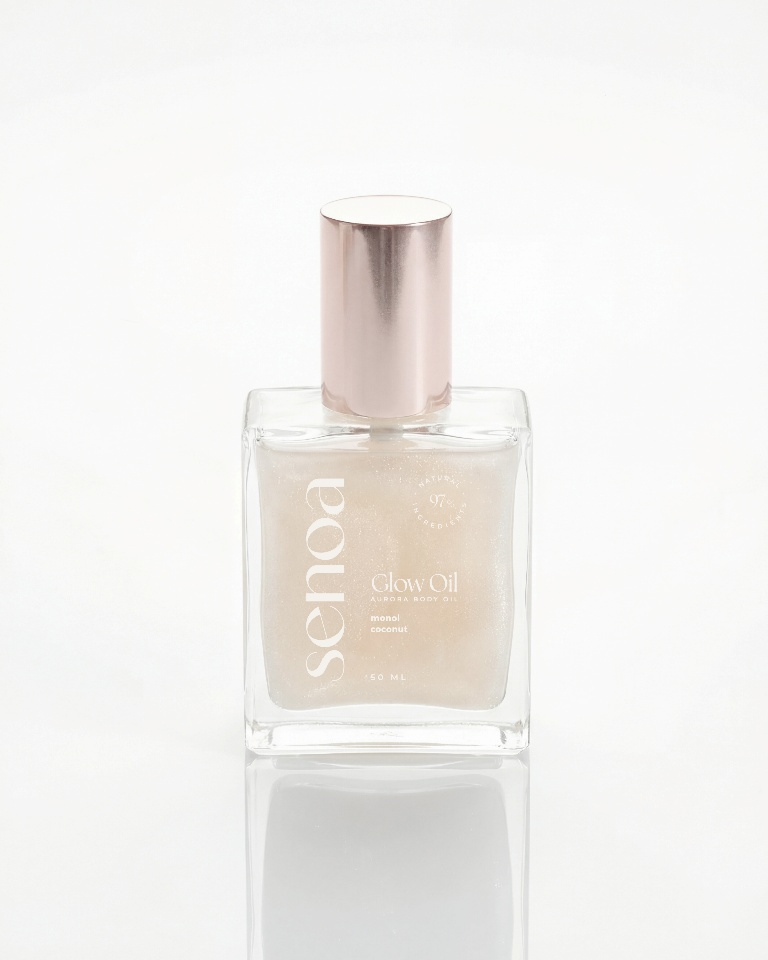 senoa
NATURAL
97%
INGREDIENTS
Glow Oil
AURORA BODY OIL
monoi
coconut
50 ML